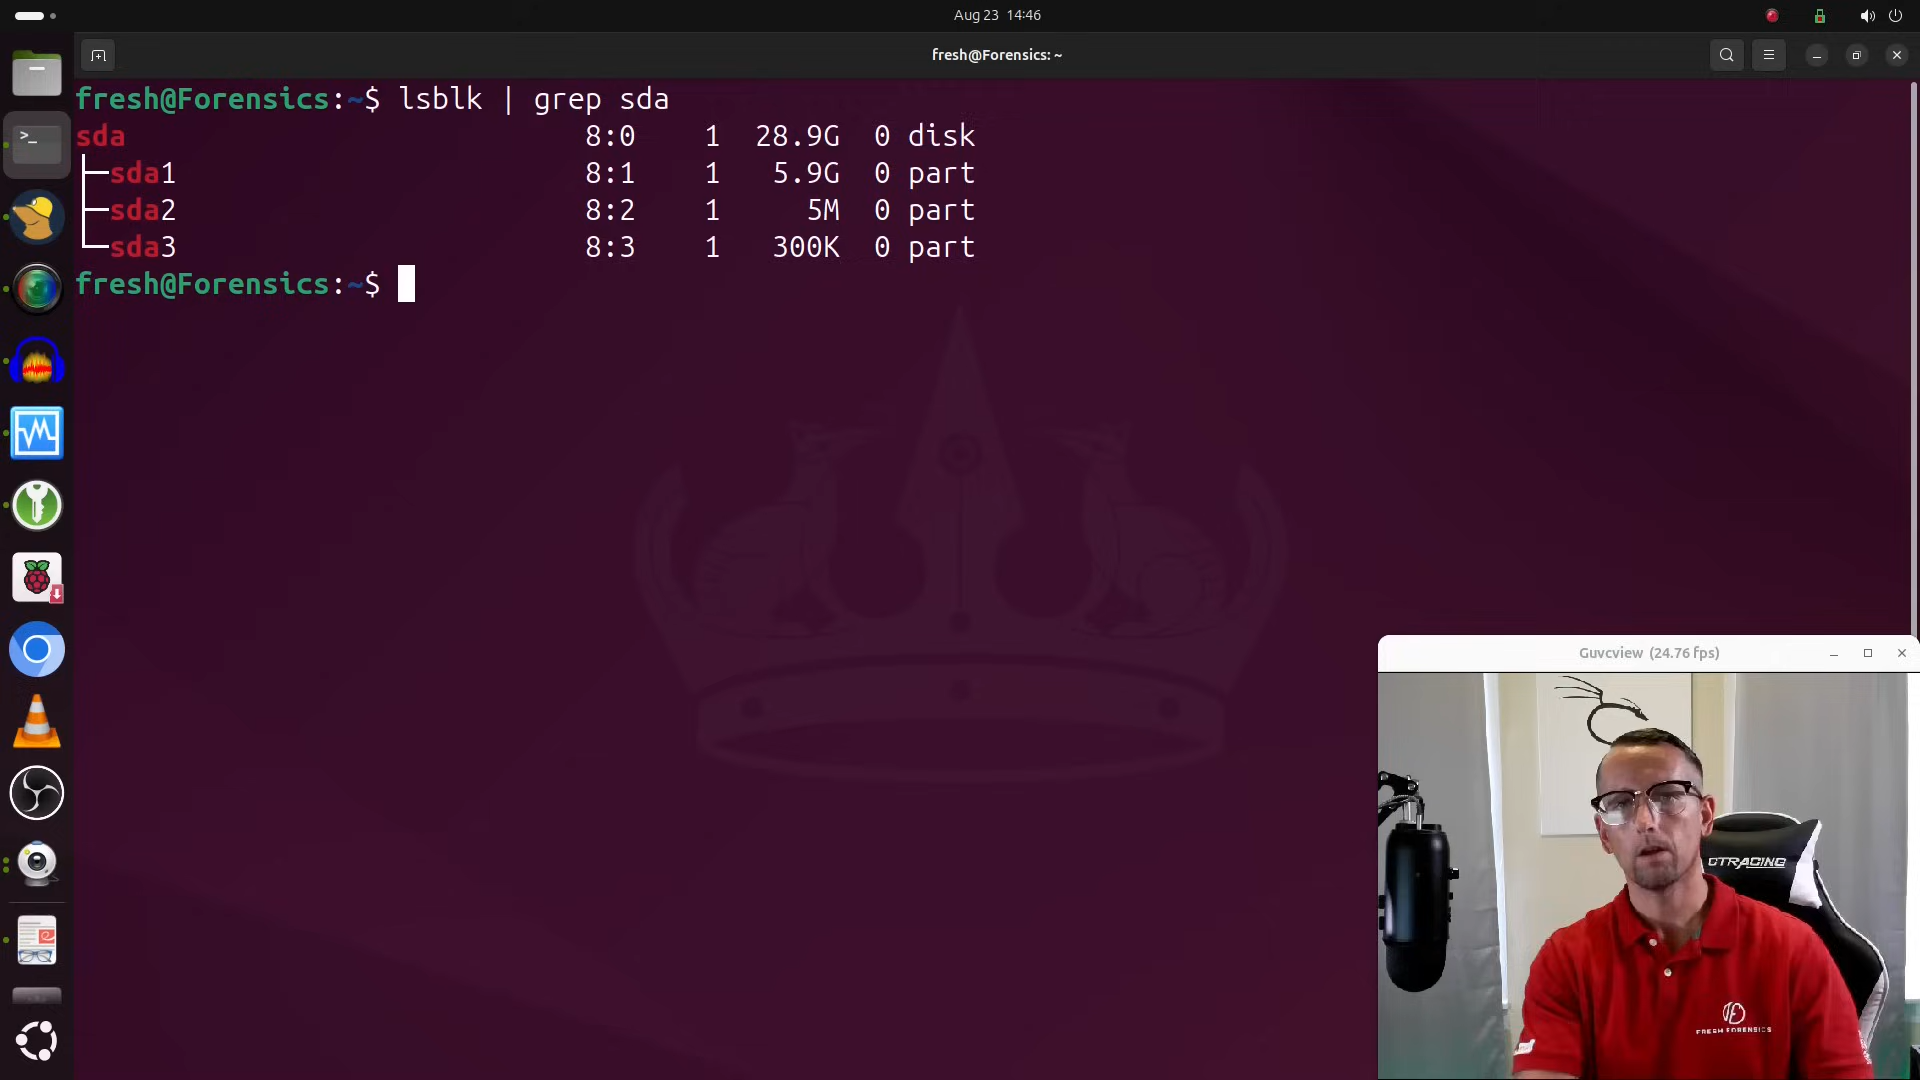 Aug 23 14:46
fresh@Forensics: ~
fresh@Forensics:~$ lsblk | grep sda
sda 8:0 1 28.9G 0 disk
├─sda1 8:1 1 5.9G 0 part
├─sda2 8:2 1 5M 0 part
└─sda3 8:3 1 300K 0 part
fresh@Forensics:~$
Guvcview (24.76 fps)
GTRACING
FRESH FORENSICS